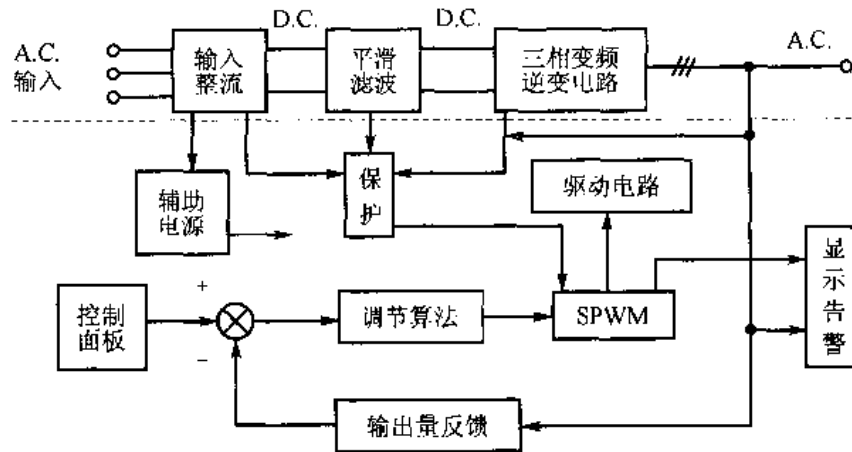 D.C.
D.C.
A.C.
输入
输入
整流
平滑
滤波
三相变频
逆变电路
A.C.
辅助
电源
保
护
驱动电路
显
示
告
警
控制
面板
+
−
调节算法
SPWM
输出量反馈